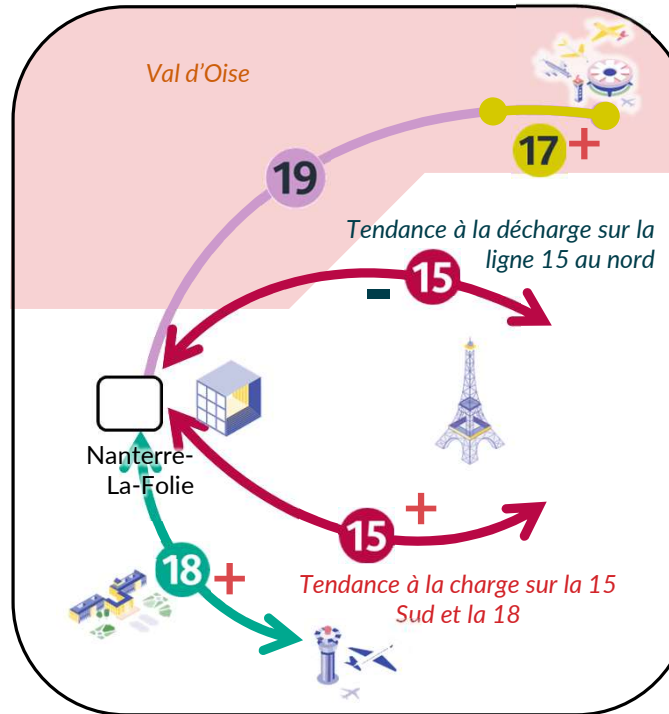 Val d'Oise
17
+
19
Tendance à la décharge sur la
ligne 15 au nord
15
-
Nanterre-
La-Folie
+
15
18
+
Tendance à la charge sur la 15
Sud et la 18